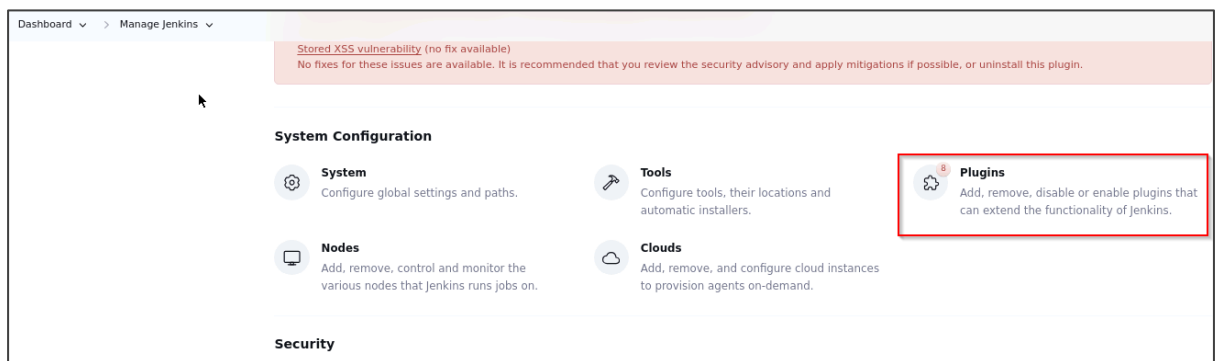 Dashboard > Manage Jenkins
Stored XSS vulnerability (no fix available)
No fixes for these issues are available. It is recommended that you review the security advisory and apply mitigations if possible, or uninstall this plugin.
System Configuration
System
Configure global settings and paths.
Tools
Configure tools, their locations and
automatic installers.
8
Plugins
Add, remove, disable or enable plugins that
can extend the functionality of Jenkins.
Nodes
Add, remove, control and monitor the
various nodes that Jenkins runs jobs on.
Clouds
Add, remove, and configure cloud instances
to provision agents on-demand.
Security